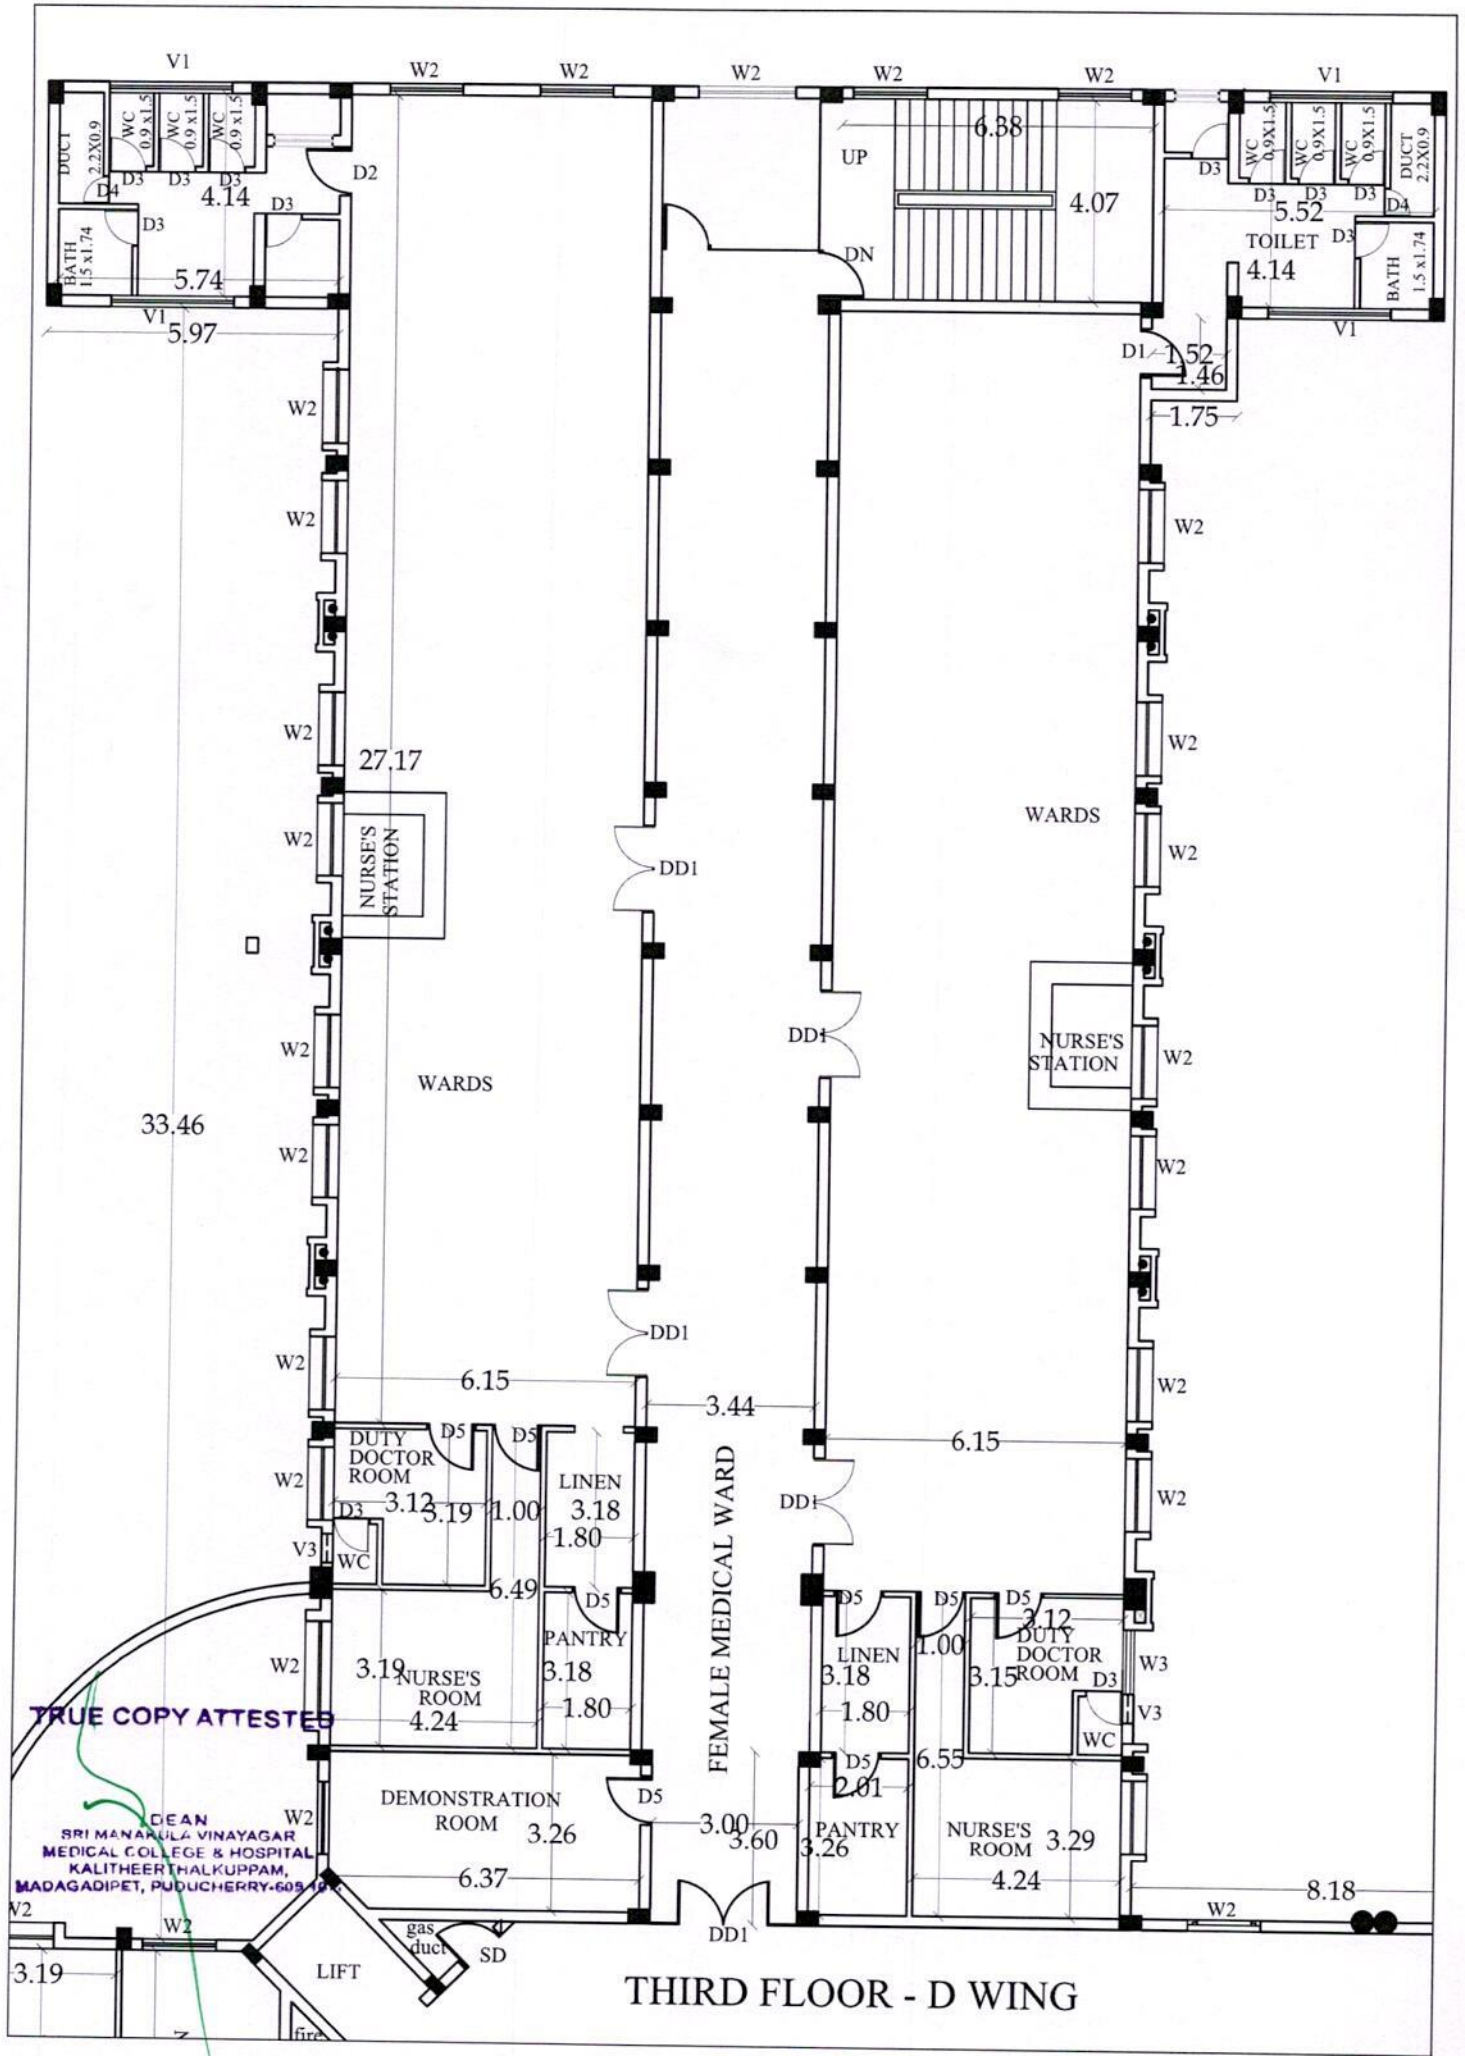 V1
W2
W2
W2
W2
W2
V1
DUCT
2.2X0.9
WC
0.9 x1.5
WC
0.9 x1.5
WC
0.9 x1.5
D3
D3
D3
D4
4.14
D2
D3
D3
BATH
1.5 x1.74
5.74
V1
5.97
6.38
UP
4.07
DN
WC
0.9X1.5
WC
0.9X1.5
WC
0.9X1.5
DUCT
2.2X0.9
D3
D3
D3
D3
D4
5.52
TOILET
D3
4.14
BATH
1.5 x1.74
V1
D1
1.52
1.46
1.75
W2
W2
W2
W2
27.17
W2
W2
WARDS
NURSE'S
STATION
W2
DD1
W2
DD1
NURSE'S
STATION
W2
W2
WARDS
33.46
W2
W2
DD1
W2
6.15
W2
3.44
6.15
D5
D5
DUTY
DOCTOR
ROOM
W2
LINEN
3.12
3.19
1.00
3.18
D3
1.80
DD1
W2
V3
WC
6.49
D5
FEMALE MEDICAL WARD
D5
D5
D5
3.12
PANTRY
1.00
DUTY
DOCTOR
ROOM
W2
3.19
NURSE'S
ROOM
3.18
LINEN
3.18
3.15
W3
D3
4.24
1.80
1.80
V3
WC
TRUE COPY ATTESTED
D5
6.55
2.01
DEMONSTRATION
ROOM
D5
W2
3.26
3.00
3.60
3.26
PANTRY
NURSE'S
ROOM
3.29
6.37
4.24
8.18
DEAN
SRI MANAKULA VINAYAGAR
MEDICAL COLLEGE & HOSPITAL
KALITHEERTHALKUPPAM,
MADAGADIPET, PUDUCHERRY-605 107.
W2
W2
gas
duct
SD
DD1
W2
3.19
LIFT
THIRD FLOOR - D WING
fire